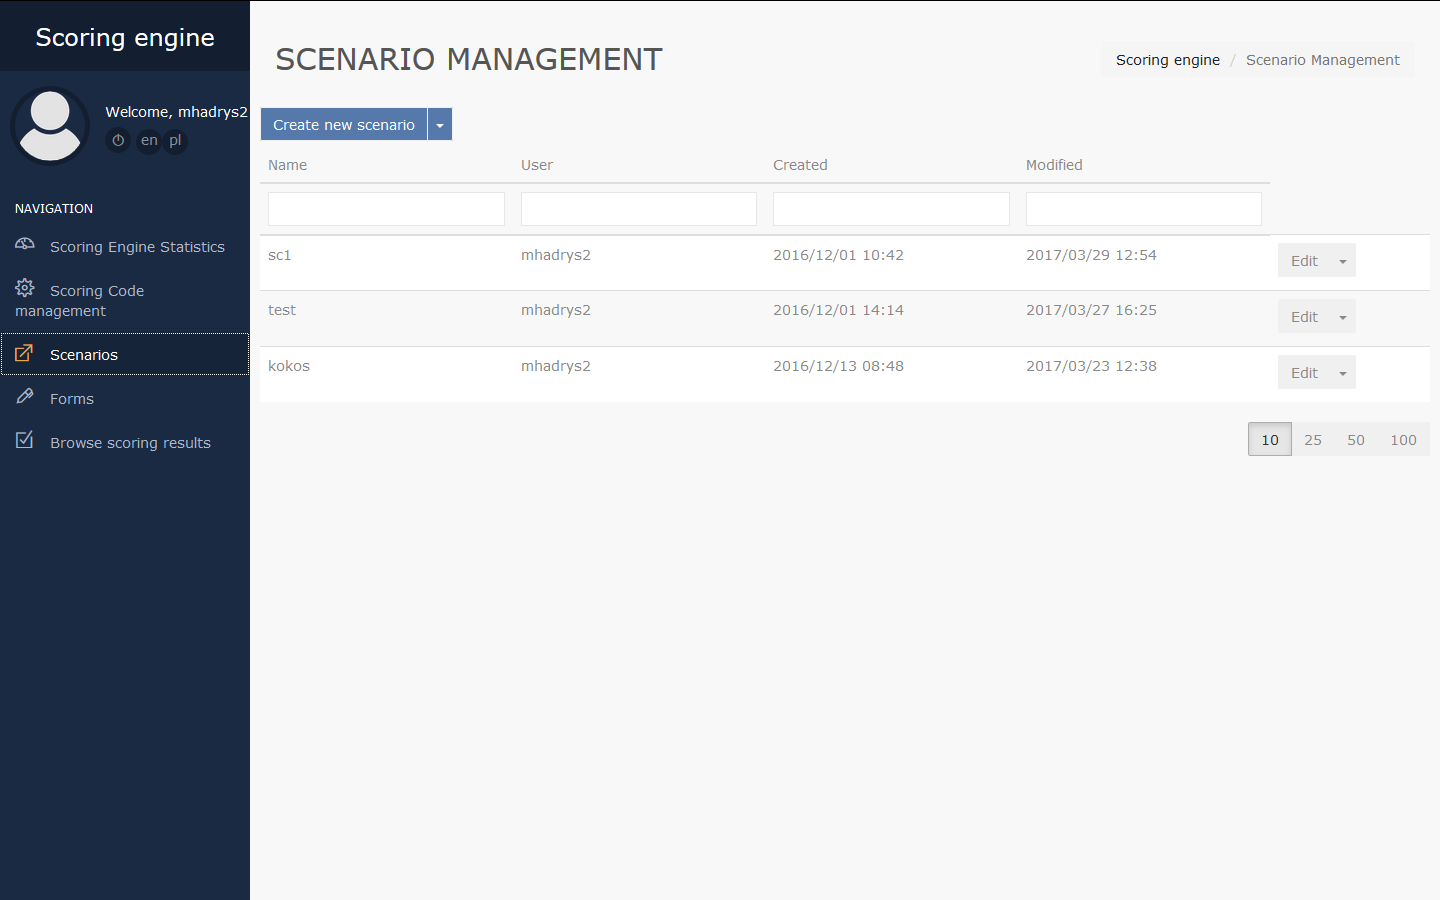 Scoring engine
Welcome, mhadrys2
en pl
NAVIGATION
Scoring Engine Statistics
Scoring Code
management
Scenarios
Forms
Browse scoring results
SCENARIO MANAGEMENT
Scoring engine / Scenario Management
Create new scenario
Name User Created Modified
sc1 mhadrys2 2016/12/01 10:42 2017/03/29 12:54 Edit
test mhadrys2 2016/12/01 14:14 2017/03/27 16:25 Edit
kokos mhadrys2 2016/12/13 08:48 2017/03/23 12:38 Edit
10 25 50 100